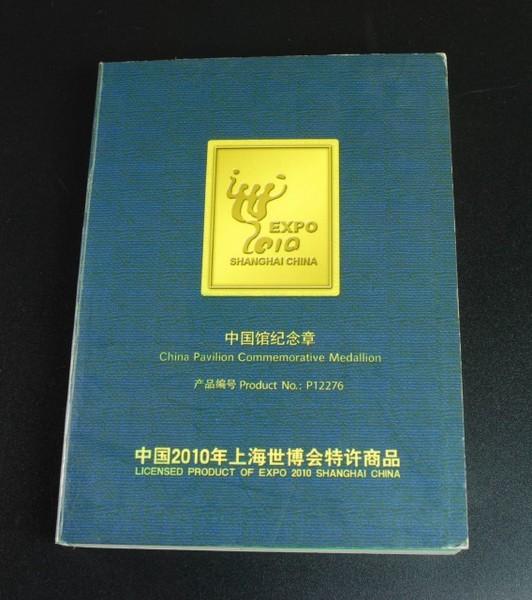 EXPO
2010
SHANGHAI CHINA
中国馆纪念章
China Pavilion Commemorative Medallion
产品编号 Product No.: P12276
中国2010年上海世博会特许商品
LICENSED PRODUCT OF EXPO 2010 SHANGHAI CHINA